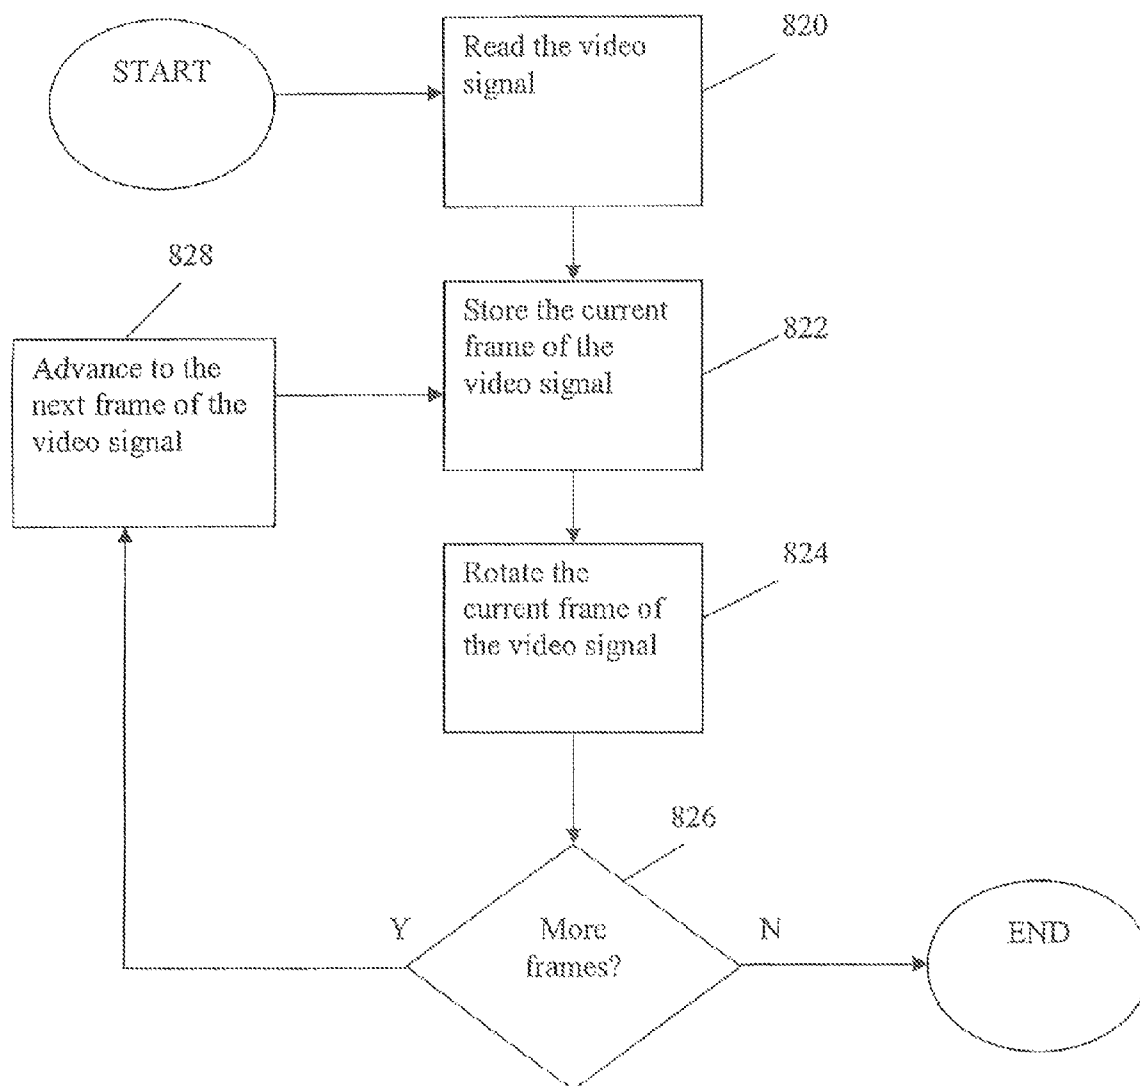 START
Read the video
signal
820
828
Advance to the
next frame of the
video signal
Store the current
frame of the
video signal
822
Rotate the
current frame of
the video signal
824
826
Y
More
frames?
N
END